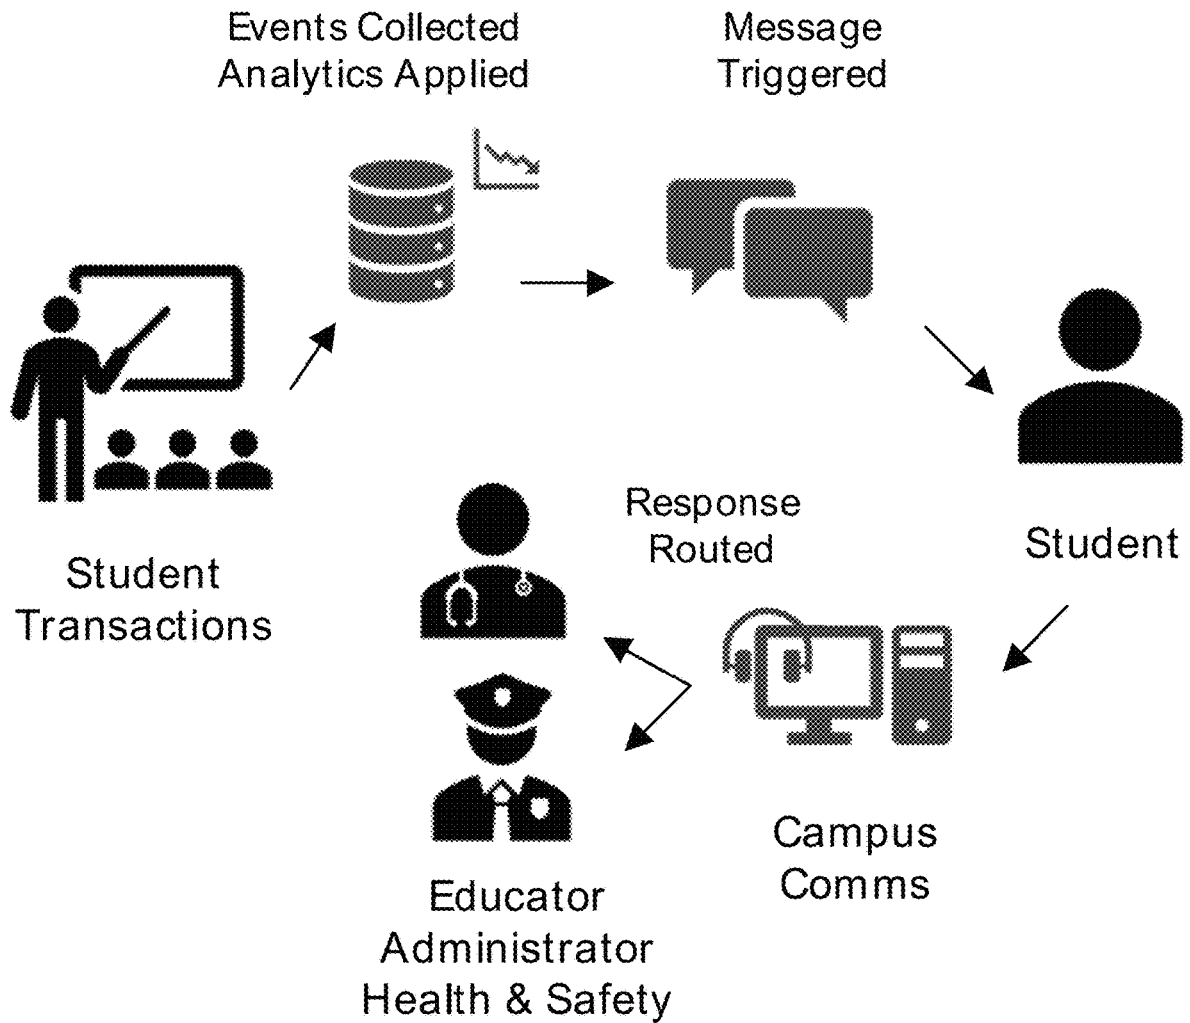 Events Collected
Analytics Applied
Message
Triggered
Student
Transactions
Response
Routed
Student
Campus
Comms
Educator
Administrator
Health & Safety